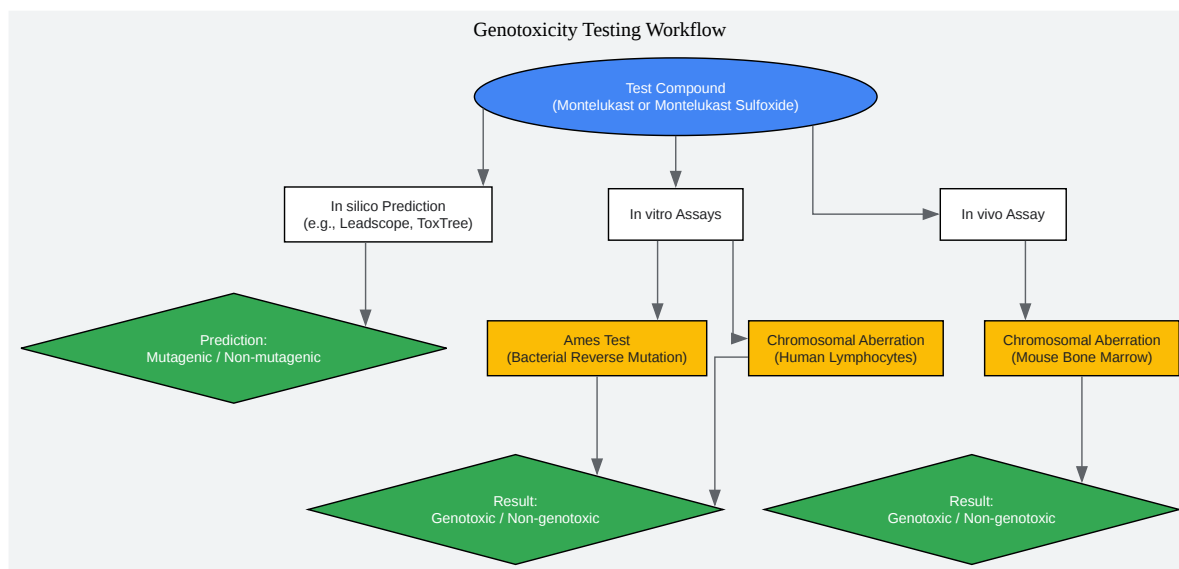 Genotoxicity Testing Workflow
Test Compound
(Montelukast or Montelukast Sulfoxide)
In silico Prediction
(e.g., Leadscope, ToxTree)
In vitro Assays
In vivo Assay
Prediction:
Mutagenic / Non-mutagenic
Ames Test
(Bacterial Reverse Mutation)
Chromosomal Aberration
(Human Lymphocytes)
Chromosomal Aberration
(Mouse Bone Marrow)
Result:
Genotoxic / Non-genotoxic
Result:
Genotoxic / Non-genotoxic